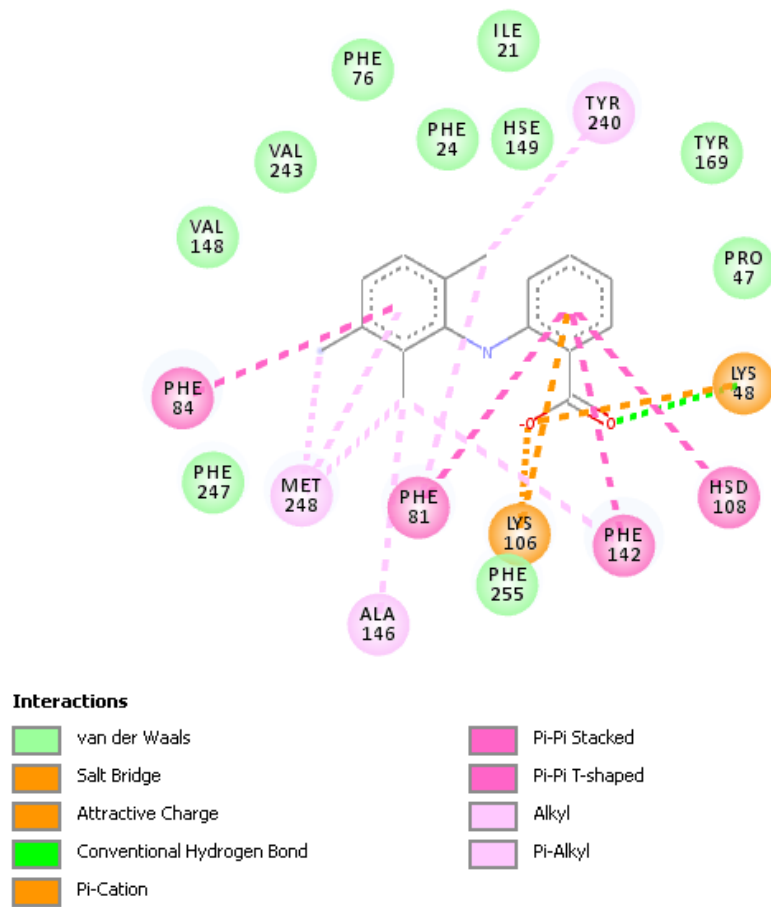 ILE
21
PHE
76
TYR
240
PHE
24
HSE
149
TYR
169
VAL
243
VAL
148
PRO
47
N
PHE
84
LYS
48
-O
O
PHE
247
MET
248
PHE
81
HSD
108
LYS
106
PHE
142
PHE
255
ALA
146
Interactions
van der Waals
Salt Bridge
Attractive Charge
Conventional Hydrogen Bond
Pi-Cation
Pi-Pi Stacked
Pi-Pi T-shaped
Alkyl
Pi-Alkyl